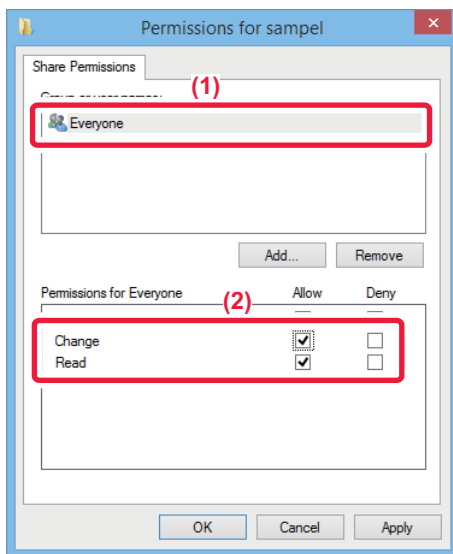 Permissions for sampel
Share Permissions
(1)
Everyone
Add... Remove
Permissions for Everyone Allow Deny
(2)
Change
Read
OK Cancel Apply